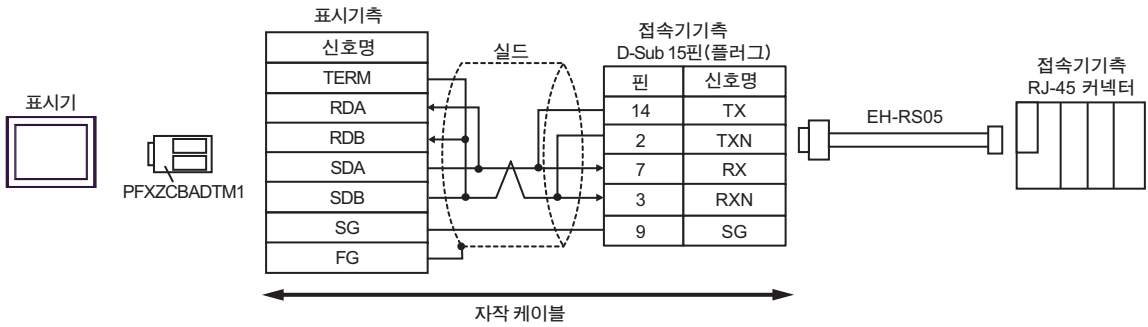 표시기
PFXZCBADTM1
표시기측
신호명
TERM
RDA
RDB
SDA
SDB
SG
FG
실드
접속기기측
D-Sub 15핀(플러그)
핀 신호명
14 TX
2 TXN
7 RX
3 RXN
9 SG
EH-RS05
접속기기측
RJ-45 커넥터
자작 케이블